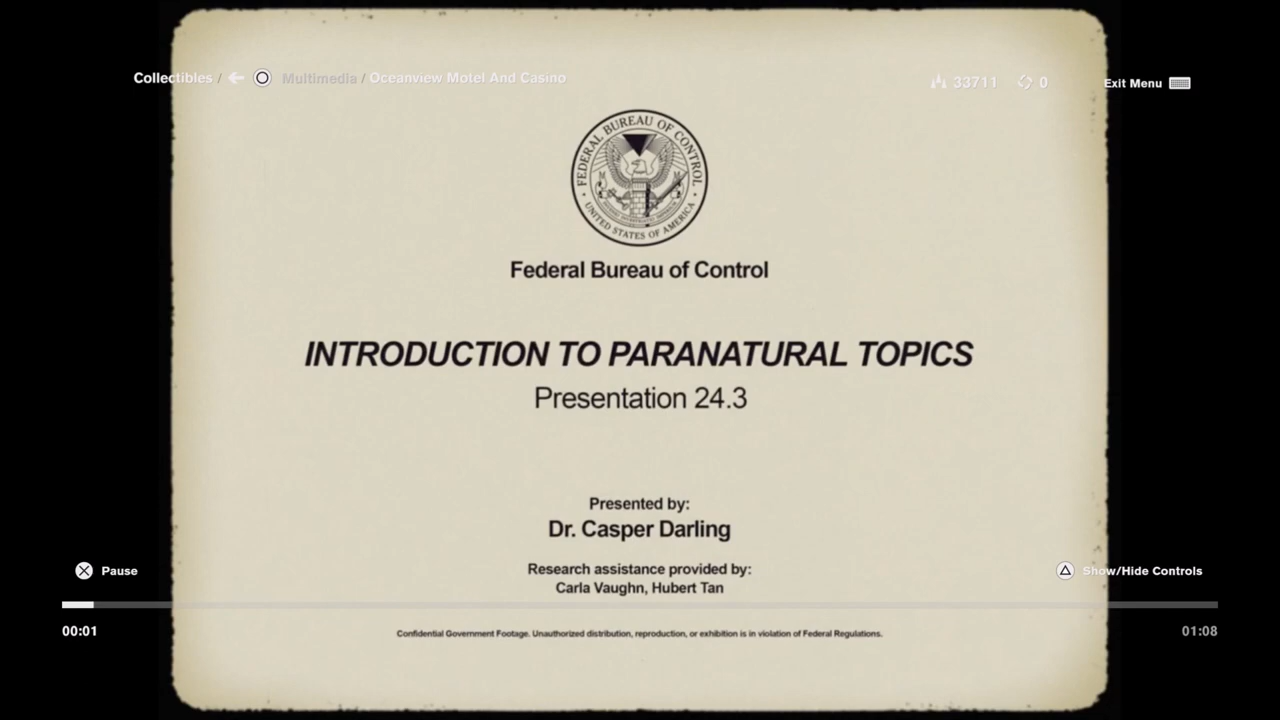 Collectibles / Multimedia / Oceanview Motel And Casino
33711
0
Exit Menu
FEDERAL BUREAU OF CONTROL
UNITED STATES OF AMERICA
Federal Bureau of Control
INTRODUCTION TO PARANATURAL TOPICS
Presentation 24.3
Presented by:
Dr. Casper Darling
Research assistance provided by:
Carla Vaughn, Hubert Tan
Pause
Show/Hide Controls
00:01
01:08
Confidential Government Footage. Unauthorized distribution, reproduction, or exhibition is in violation of Federal Regulations.